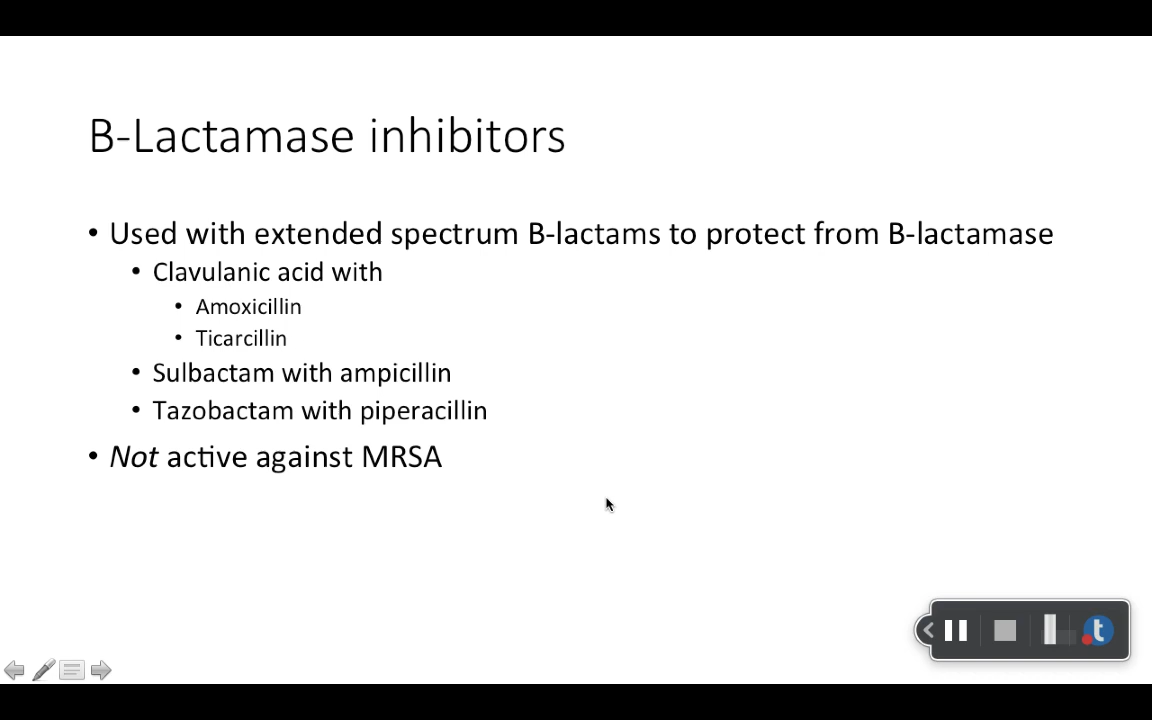 B-Lactamase inhibitors
• Used with extended spectrum B-lactams to protect from B-lactamase
• Clavulanic acid with
• Amoxicillin
• Ticarcillin
• Sulbactam with ampicillin
• Tazobactam with piperacillin
• Not active against MRSA
t